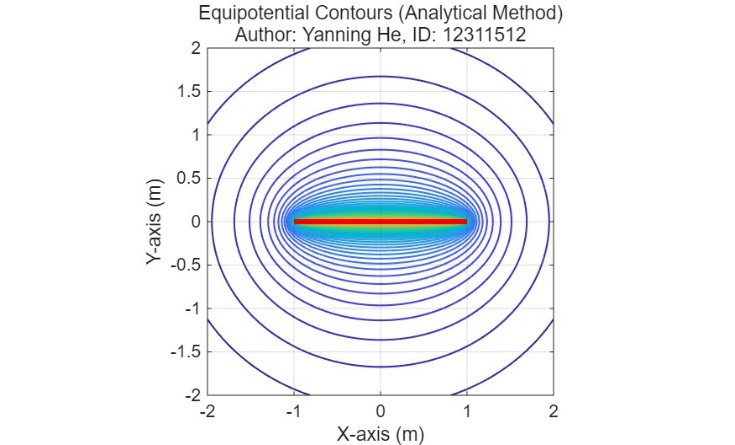 Equipotential Contours (Analytical Method)
Author: Yanning He, ID: 12311512
2
1.5
1
0.5
0
-0.5
-1
-1.5
-2
Y-axis (m)
-2 -1 0 1 2
X-axis (m)